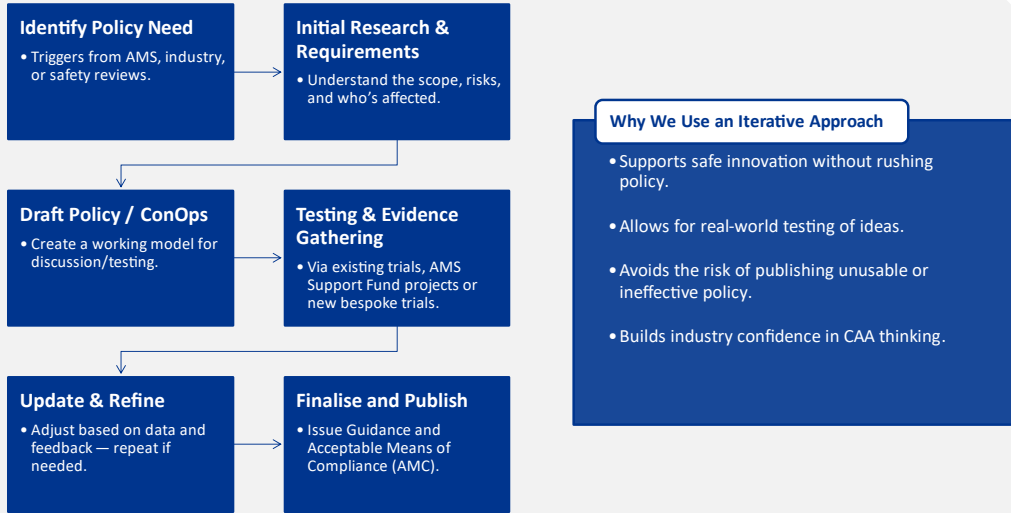 Identify Policy Need
• Triggers from AMS, industry,
or safety reviews.
Initial Research &
Requirements
• Understand the scope, risks,
and who's affected.
Draft Policy / ConOps
• Create a working model for
discussion/testing.
Testing & Evidence
Gathering
• Via existing trials, AMS
Support Fund projects or
new bespoke trials.
Update & Refine
• Adjust based on data and
feedback — repeat if
needed.
Finalise and Publish
• Issue Guidance and
Acceptable Means of
Compliance (AMC).
Why We Use an Iterative Approach
• Supports safe innovation without rushing
policy.
• Allows for real-world testing of ideas.
• Avoids the risk of publishing unusable or
ineffective policy.
• Builds industry confidence in CAA thinking.